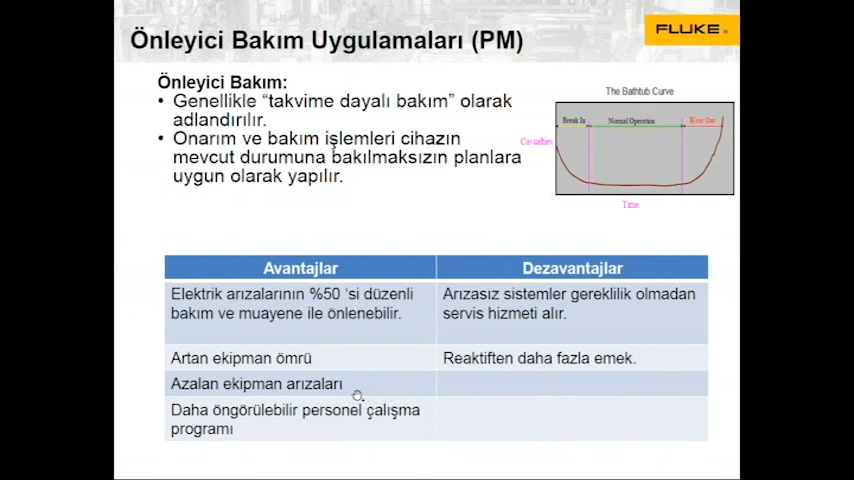 Önleyici Bakım Uygulamaları (PM)
FLUKE®
Önleyici Bakım:
• Genellikle “takvime dayalı bakım” olarak
adlandırılır.
• Onarım ve bakım işlemleri cihazın
mevcut durumuna bakılmaksızın planlara
uygun olarak yapılır.
The Bathtub Curve
Break In
Normal Operation
Wear Out
Casualties
Time
Avantajlar
Dezavantajlar
Elektrik arızalarının %50 ‘si düzenli
bakım ve muayene ile önlenebilir.
Arızasız sistemler gereklilik olmadan
servis hizmeti alır.
Artan ekipman ömrü
Reaktiften daha fazla emek.
Azalan ekipman arızaları
Daha öngörülebilir personel çalışma
programı